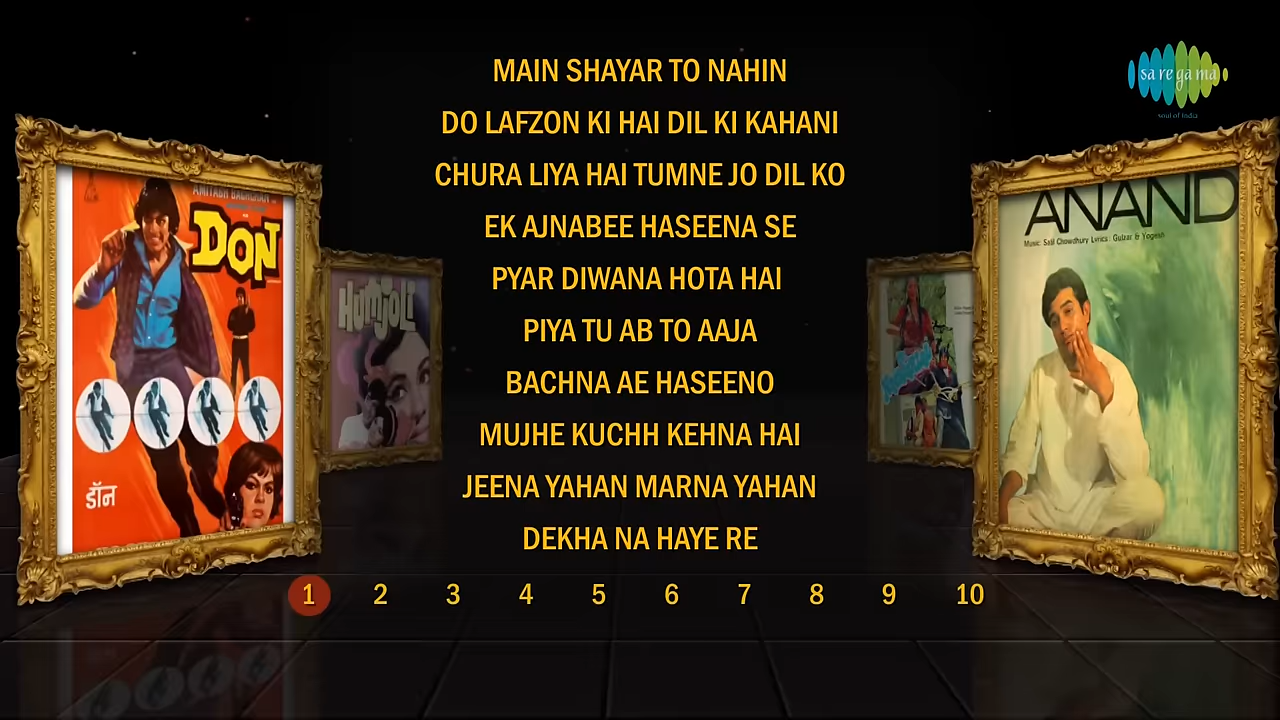 MAIN SHAYAR TO NAHIN
DO LAFZON KI HAI DIL KI KAHANI
CHURA LIYA HAI TUMNE JO DIL KO
EK AJNABEE HASEENA SE
PYAR DIWANA HOTA HAI
PIYA TU AB TO AAJA
BACHNA AE HASEENO
MUJHE KUCHH KEHNA HAI
JEENA YAHAN MARNA YAHAN
DEKHA NA HAYE RE
1 2 3 4 5 6 7 8 9 10
sa re ga ma
soul of India
AMITABH BACHCHAN
DON
डॉन
Humjoli
ANAND
Music: Salil Chowdhury Lyrics: Gulzar & Yogesh